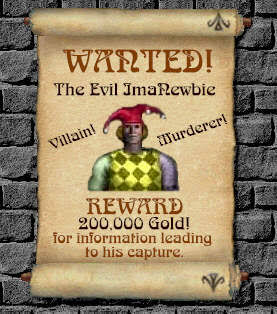 WANTED!
The Evil ImaNewbie
Villain!
Murderer!
REWARD
200,000 Gold!
for information leading
to his capture.